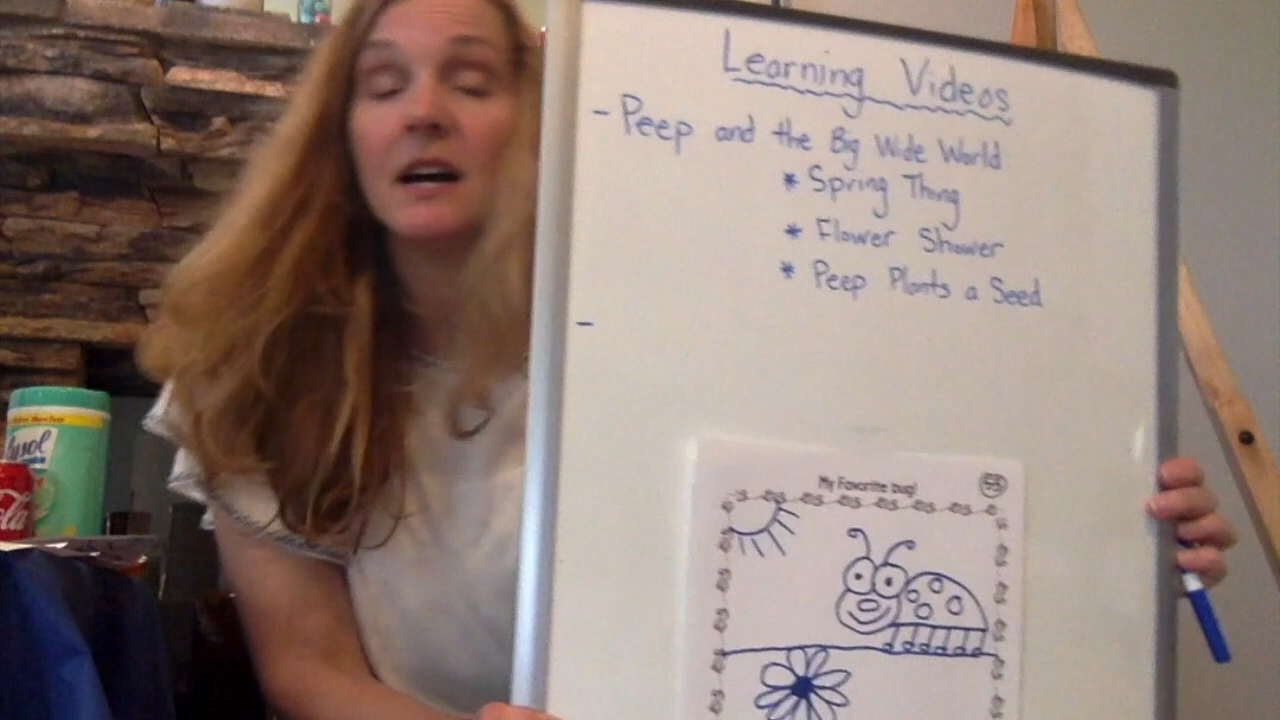 Learning Videos
- Peep and the Big Wide World
* Spring Thing
* Flower Shower
* Peep Plants a Seed
-
My Favorite bug!
55
Lysol
Cola